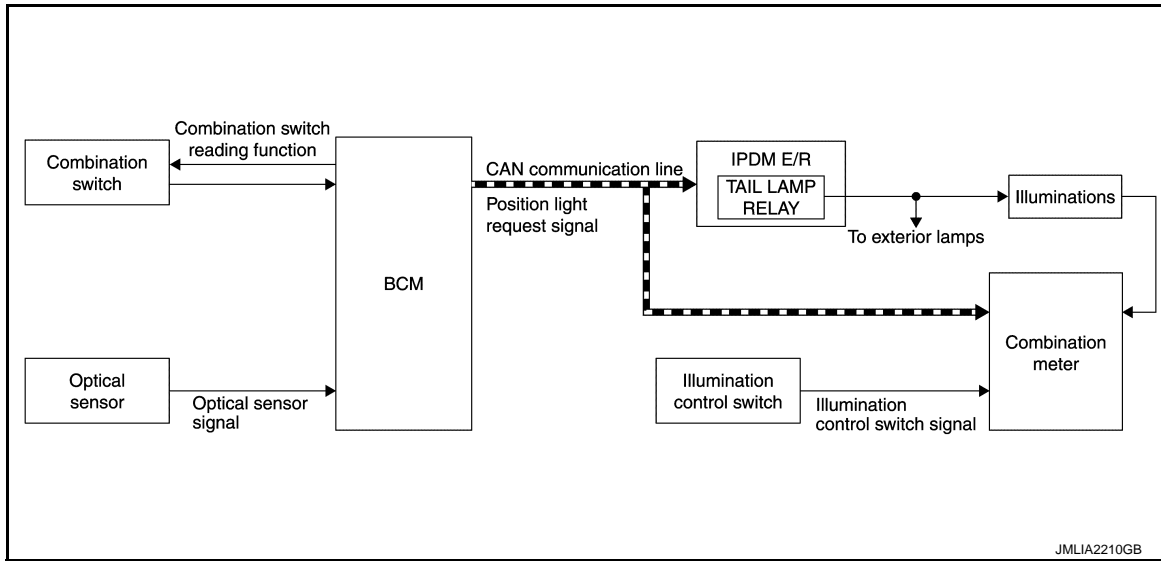 Combination switch
reading function
Combination
switch
CAN communication line
Position light
request signal
IPDM E/R
TAIL LAMP
RELAY
Illuminations
To exterior lamps
BCM
Combination
meter
Optical
sensor
Optical sensor
signal
Illumination
control switch
Illumination
control switch signal
JMLIA2210GB